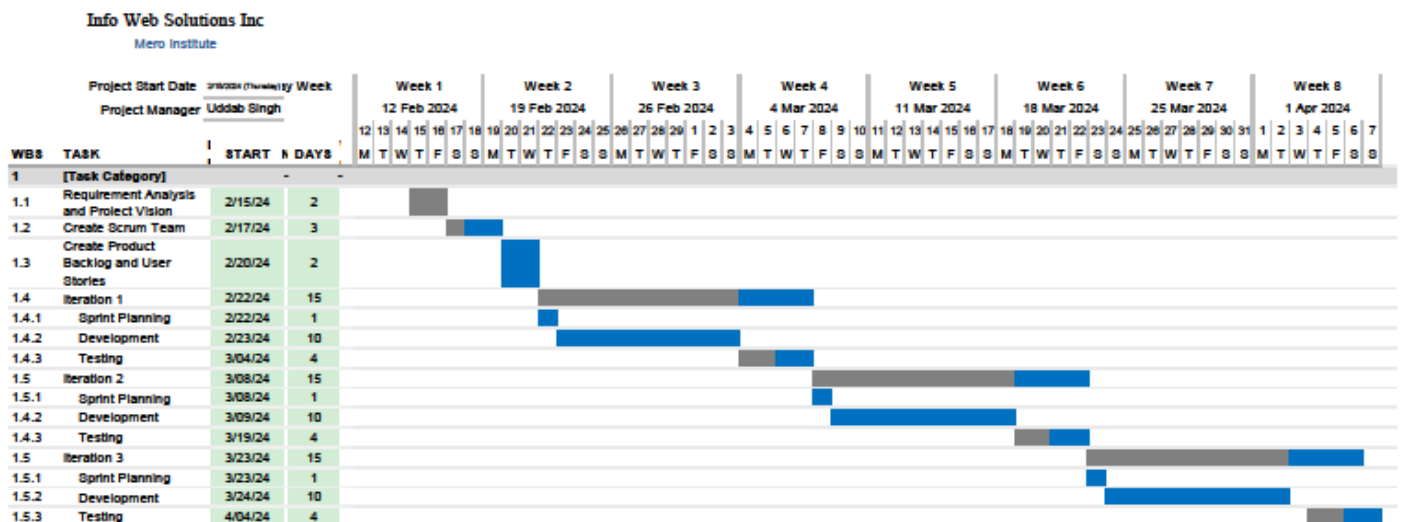 Info Web Solutions Inc
Mero Institute
Project Start Date 2/15/2024 (Thursday) y Week
Project Manager Uddab Singh
Week 1 Week 2 Week 3 Week 4 Week 5 Week 6 Week 7 Week 8
12 Feb 2024 19 Feb 2024 26 Feb 2024 4 Mar 2024 11 Mar 2024 18 Mar 2024 25 Mar 2024 1 Apr 2024
12 13 14 15 16 17 18 19 20 21 22 23 24 25 26 27 28 29 1 2 3 4 5 6 7 8 9 10 11 12 13 14 15 16 17 18 19 20 21 22 23 24 25 26 27 28 29 30 31 1 2 3 4 5 6 7
WBS TASK START N DAYS M T W T F S S M T W T F S S M T W T F S S M T W T F S S M T W T F S S M T W T F S S M T W T F S S M T W T F S S
1 [Task Category] - -
1.1 Requirement Analysis and Project Vision 2/15/24 2
1.2 Create Scrum Team 2/17/24 3
1.3 Create Product Backlog and User Stories 2/20/24 2
1.4 Iteration 1 2/22/24 15
1.4.1 Sprint Planning 2/22/24 1
1.4.2 Development 2/23/24 10
1.4.3 Testing 3/04/24 4
1.5 Iteration 2 3/08/24 15
1.5.1 Sprint Planning 3/08/24 1
1.4.2 Development 3/09/24 10
1.4.3 Testing 3/19/24 4
1.5 Iteration 3 3/23/24 15
1.5.1 Sprint Planning 3/23/24 1
1.5.2 Development 3/24/24 10
1.5.3 Testing 4/04/24 4